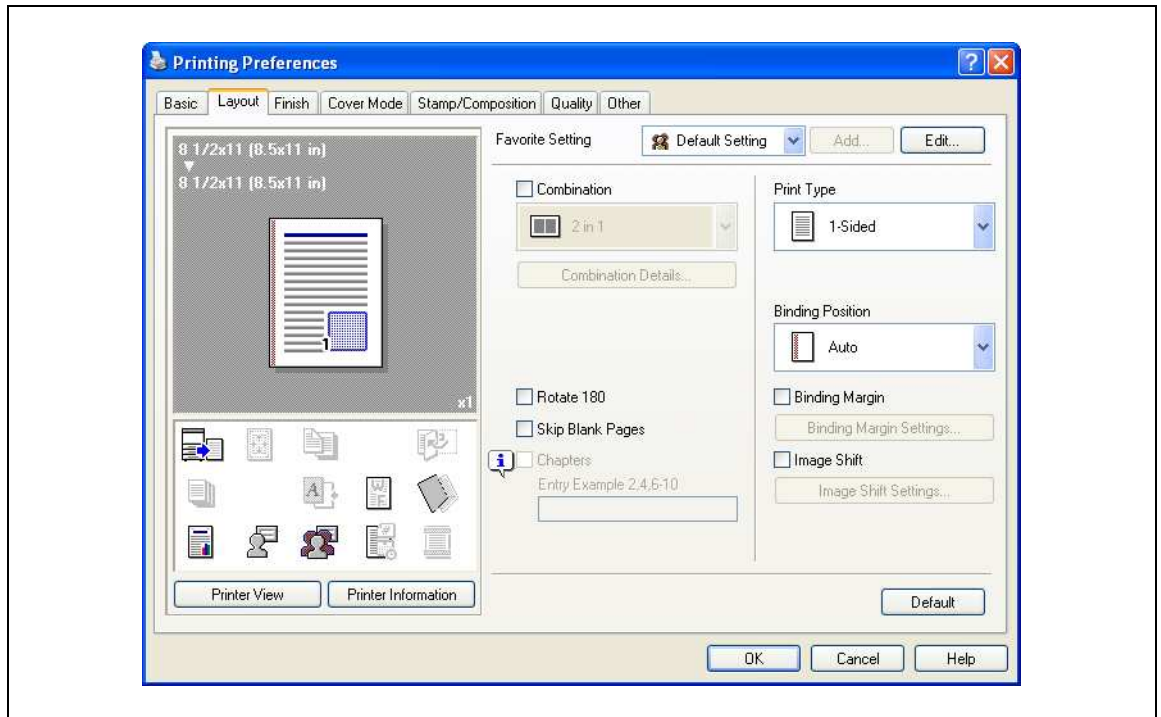 Printing Preferences
Basic Layout Finish Cover Mode Stamp/Composition Quality Other
8 1/2x11 (8.5x11 in)
8 1/2x11 (8.5x11 in)
1
x1
Printer View Printer Information
Favorite Setting Default Setting Add... Edit...
Combination
2 in 1
Combination Details...
Rotate 180
Skip Blank Pages
Chapters
Entry Example 2,4,6-10
Print Type
1-Sided
Binding Position
Auto
Binding Margin
Binding Margin Settings...
Image Shift
Image Shift Settings...
Default
OK Cancel Help